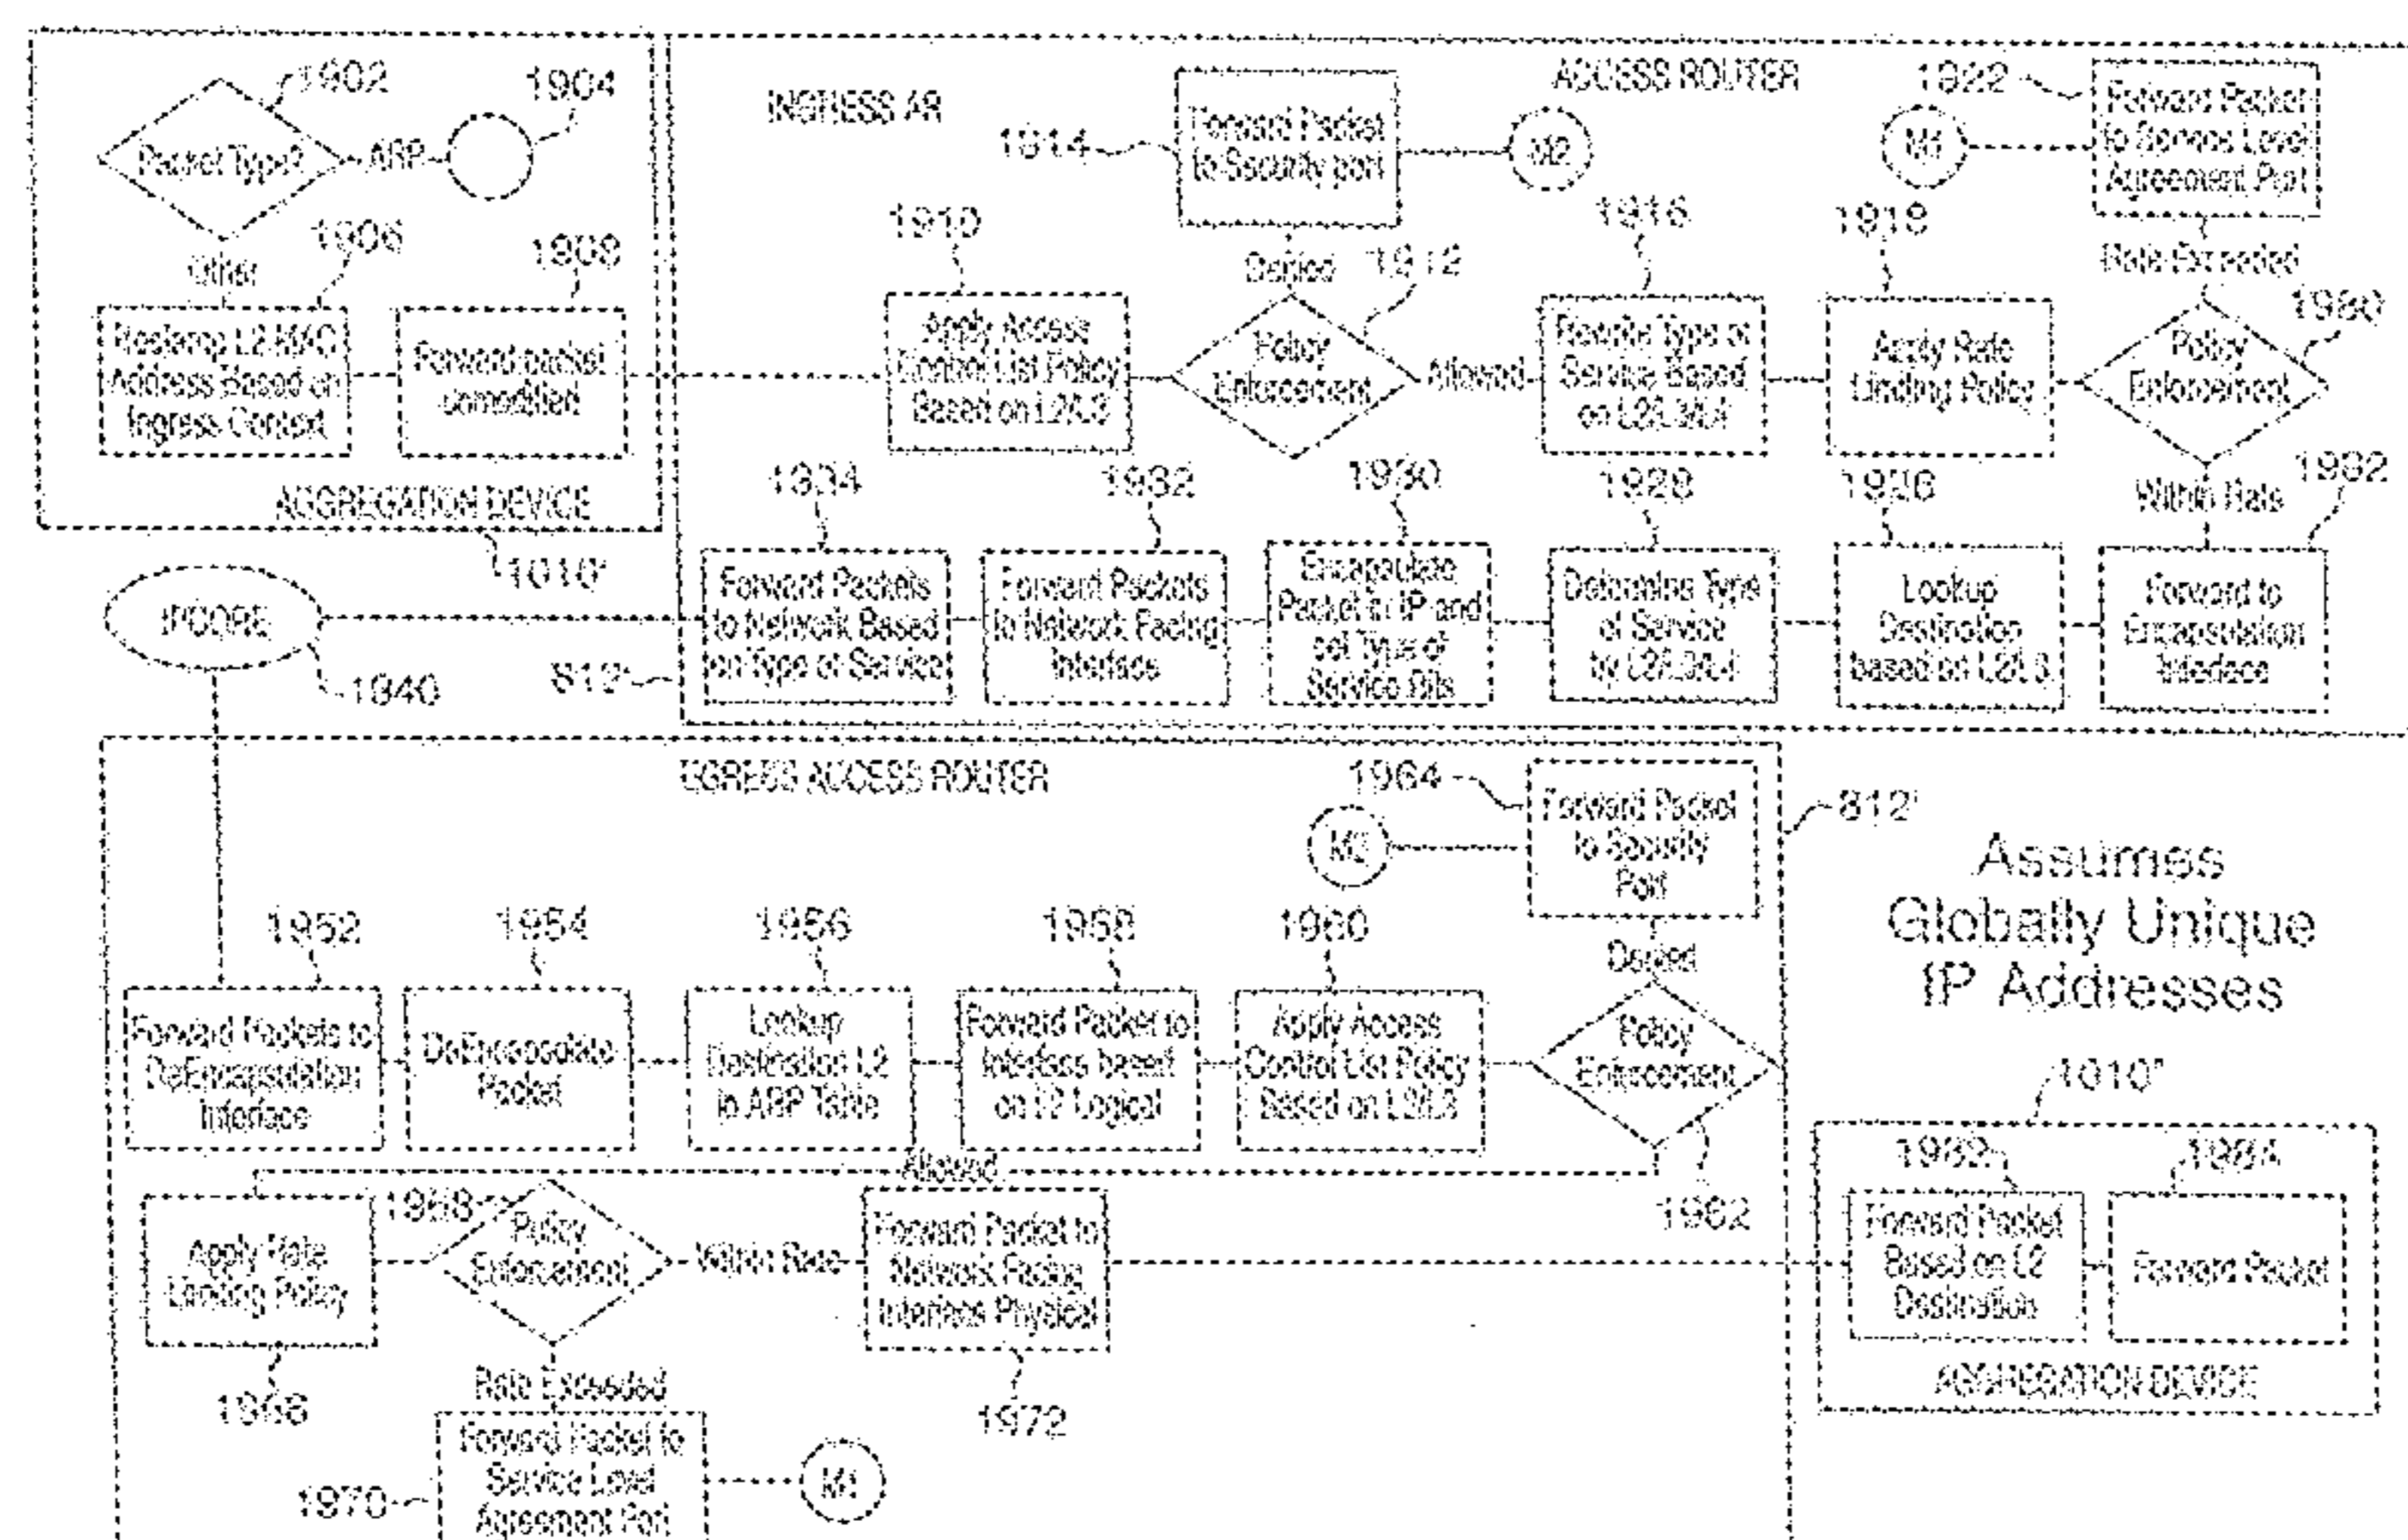 1902
1904
Packet Type?
ARP
Other
1906
1908
L2 MAC
Address Based on
Ingress Context
Forward packet
AGGREGATION DEVICE
1010'
INGRESS AR
ACCESS ROUTER
1914
Forward Packet
to Security port
M2
M1
1922
Forward Packet
to Service Level
Agreement Port
1910
Denied
1912
1916
1918
Rate Exceeded
1980
Apply Access
Control List Policy
Based on L2/L3
Policy
Enforcement
Allowed
Rewrite Type of
Service Based
on L2/L3/L4
Apply Rate
Limiting Policy
Policy
Enforcement
1934
1932
1930
1928
1926
Within Rate
1982
IPCORE
1940
812'
Forward Packets
to Network Based
on Type of Service
Forward Packets
to Network Facing
Interface
Encapsulate
Packet in IP and
set Type of
Service Bits
Determine Type
of Service
by L2/L3/L4
Lookup
Destination
based on L2/L3
Forward to
Encapsulation
Interface
EGRESS ACCESS ROUTER
1964
Forward Packet
to Security
Port
812'
Assumes
Globally Unique
IP Addresses
1952
1954
1956
1958
1960
Denied
Forward Packets to
DeEncapsulation
Interface
DeEncapsulate
Packet
Lookup
Destination L2
in ARP Table
Forward Packet to
Interface based
on L2 Logical
Apply Access
Control List Policy
Based on L2/L3
Policy
Enforcement
1962
Allowed
1010"
1982
1984
Apply Rate
Limiting Policy
1966
1968
Policy
Enforcement
Within Rate
Forward Packet to
Network Facing
Interface Physical
1972
Forward Packet
Based on L2
Destination
Forward Packet
AGGREGATION DEVICE
Rate Exceeded
1970
Forward Packet to
Service Level
Agreement Port
M1